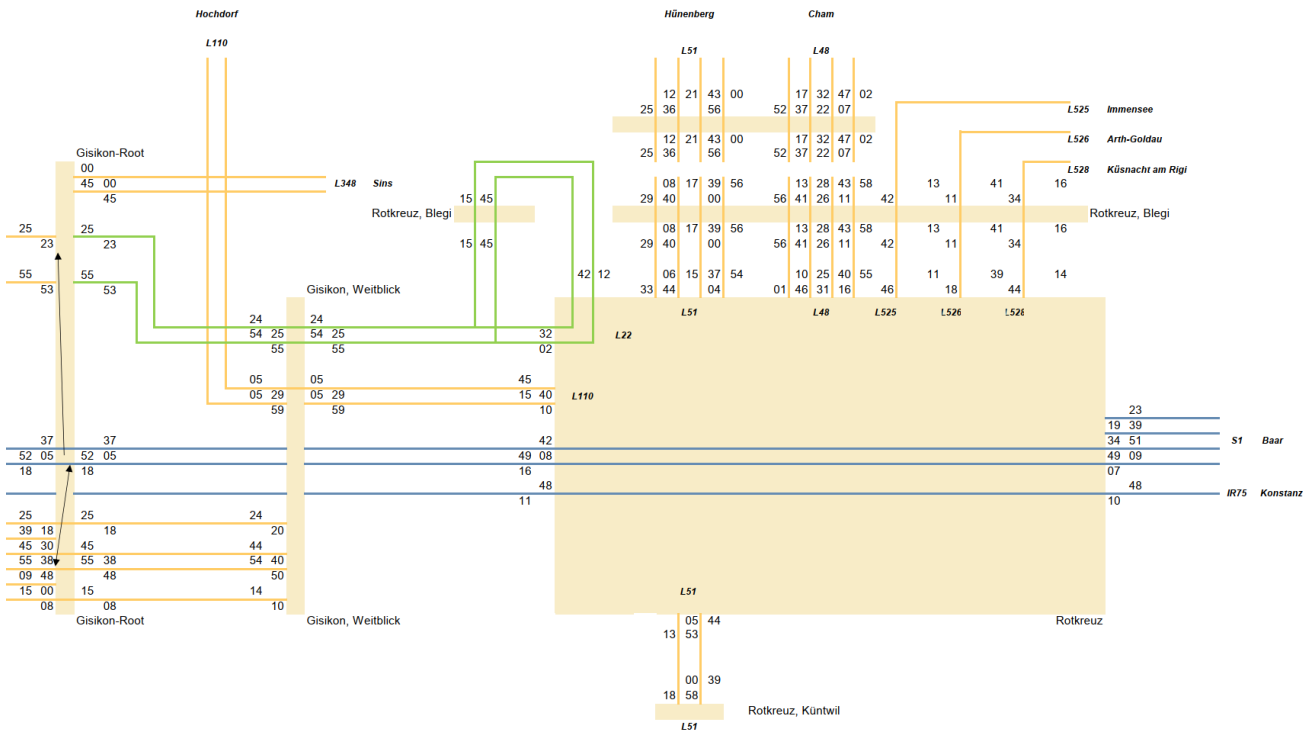 Hochdorf Hünenberg Cham
L110 L51 L48
12 21 43 00 17 32 47 02
25 36 56 52 37 22 07
L525 Immensee
12 21 43 00 17 32 47 02
L526 Arth-Goldau
25 36 56 52 37 22 07
Gisikon-Root
00
L528 Küsnacht am Rigi
45 00 L348 Sins 08 17 39 56 13 28 43 58 13 41 16
45 15 45 29 40 00 56 41 26 11 42 11 34
Rotkreuz, Blegi Rotkreuz, Blegi
25 25 08 17 39 56 13 28 43 58 13 41 16
23 23 15 45 29 40 00 56 41 26 11 42 11 34
55 55 42 12 06 15 37 54 10 25 40 55 11 39 14
53 53 Gisikon, Weitblick 33 44 04 01 46 31 16 46 18 44
L51 L48 L525 L526 L528
24 24
54 25 54 25 32 L22
55 55 02
05 05 45
05 29 05 29 15 40 L110
59 59 10
23
19 39
37 37 42 34 51 S1 Baar
52 05 52 05 49 08 49 09
18 18 16 07
48 48
11 10 IR75 Konstanz
25 25 24
39 18 18 20
45 30 45 44
55 38 55 38 54 40
09 48 48 50
15 00 15 14 L51
08 08 10
Gisikon-Root Gisikon, Weitblick 05 44 Rotkreuz
13 53
00 39
18 58
Rotkreuz, Küntwil
L51